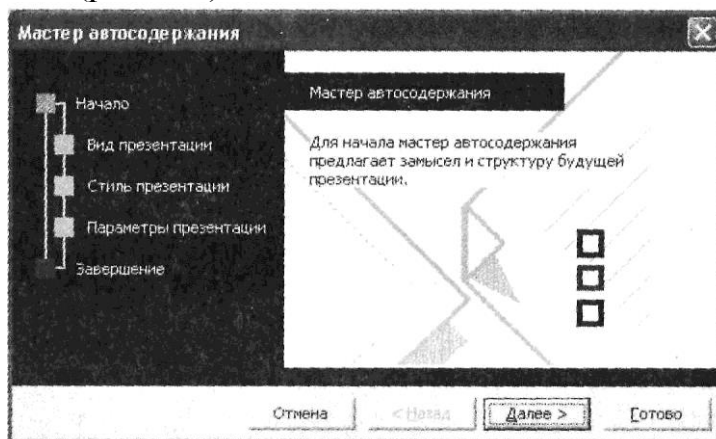 Мастер автосодержания
Начало
Вид презентации
Стиль презентации
Параметры презентации
Завершение
Мастер автосодержания
Для начала мастер автосодержания
предлагает замысел и структуру будущей
презентации.
Отмена
< Назад
Далее >
Готово